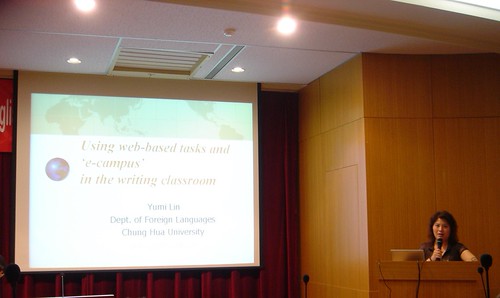 gli
Using web-based tasks and
'e-campus'
in the writing classroom
Yumi Lin
Dept. of Foreign Languages
Chung Hua University